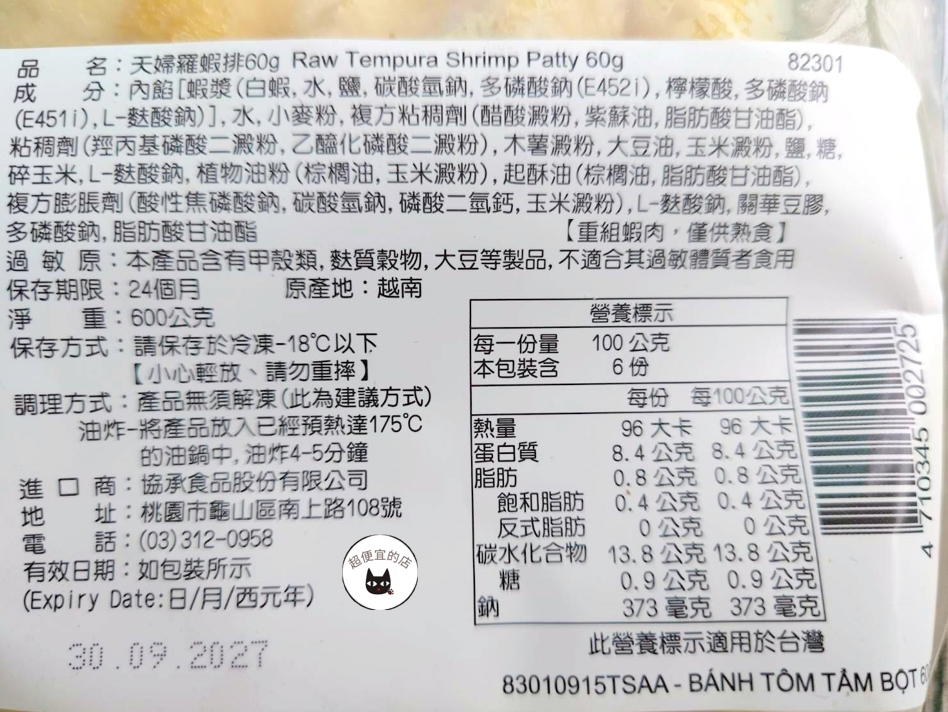 品　　名：天婦羅蝦排60g Raw Tempura Shrimp Patty 60g 82301
成　　分：內餡[蝦漿(白蝦, 水, 鹽, 碳酸氫鈉, 多磷酸鈉(E452i), 檸檬酸, 多磷酸鈉
(E451i), L-麩酸鈉)], 水, 小麥粉, 複方粘稠劑(醋酸澱粉, 紫蘇油, 脂肪酸甘油酯),
粘稠劑(羥丙基磷酸二澱粉, 乙醯化磷酸二澱粉), 木薯澱粉, 大豆油, 玉米澱粉, 鹽, 糖,
碎玉米, L-麩酸鈉, 植物油粉(棕櫚油, 玉米澱粉), 起酥油(棕櫚油, 脂肪酸甘油酯),
複方膨脹劑(酸性焦磷酸鈉, 碳酸氫鈉, 磷酸二氫鈣, 玉米澱粉), L-麩酸鈉, 關華豆膠,
多磷酸鈉, 脂肪酸甘油酯 【重組蝦肉，僅供熟食】
過敏原：本產品含有甲殼類, 麩質穀物, 大豆等製品, 不適合其過敏體質者食用
保存期限：24個月 原產地：越南
淨　　重：600公克
保存方式：請保存於冷凍-18℃以下
【小心輕放、請勿重摔】
調理方式：產品無須解凍(此為建議方式)
油炸-將產品放入已經預熱達175℃
的油鍋中, 油炸4-5分鐘
進口商：協承食品股份有限公司
地　　址：桃園市龜山區南上路108號
電　　話：(03)312-0958
有效日期：如包裝所示
(Expiry Date:日/月/西元年)
超便宜的店
30.09.2027
營養標示
每一份量 100 公克
本包裝含 6 份
每份 每100公克
熱量 96 大卡 96 大卡
蛋白質 8.4 公克 8.4 公克
脂肪 0.8 公克 0.8 公克
飽和脂肪 0.4 公克 0.4 公克
反式脂肪 0 公克 0 公克
碳水化合物 13.8 公克 13.8 公克
糖 0.9 公克 0.9 公克
鈉 373 毫克 373 毫克
此營養標示適用於台灣
83010915TSAA - BÁNH TÔM TẨM BỘT 60
4 710345 002725